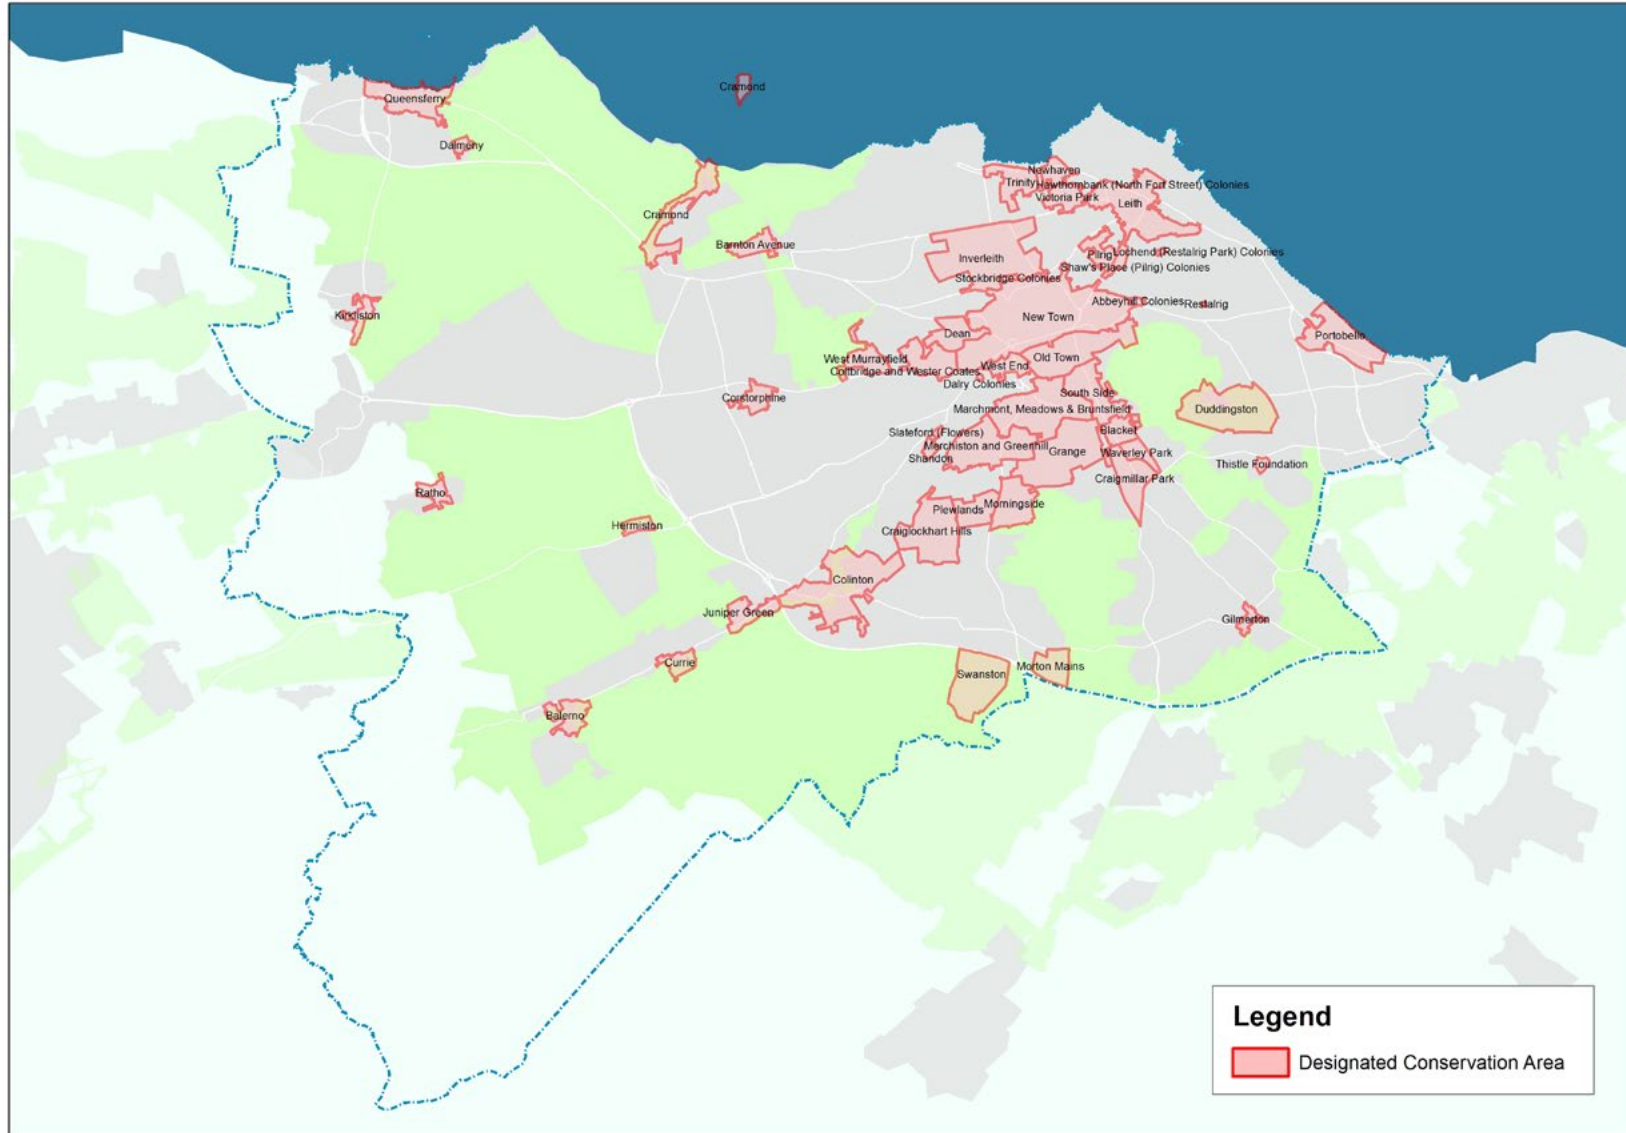 Cramond
Queensferry
Dalmeny
Newhaven
Trinity
Hawthornbank (North Fort Street) Colonies
Victoria Park
Leith
Cramond
Barnton Avenue
Inverleith
Pilrig
Lochend (Restalrig Park) Colonies
Shaw's Place (Pilrig) Colonies
Stockbridge Colonies
Abbeyhill Colonies
Restalrig
Kirkliston
New Town
Dean
Portobello
West Murrayfield
Old Town
West End
Coltbridge and Wester Coates
Dalry Colonies
South Side
Corstorphine
Marchmont, Meadows & Bruntsfield
Duddingston
Slateford (Flowers)
Blacket
Merchiston and Greenhill
Grange
Waverley Park
Shandon
Thistle Foundation
Craigmillar Park
Ratho
Morningside
Plewlands
Hermiston
Craiglockhart Hills
Colinton
Juniper Green
Gilmerton
Currie
Morton Mains
Swanston
Balerno
Legend
Designated Conservation Area